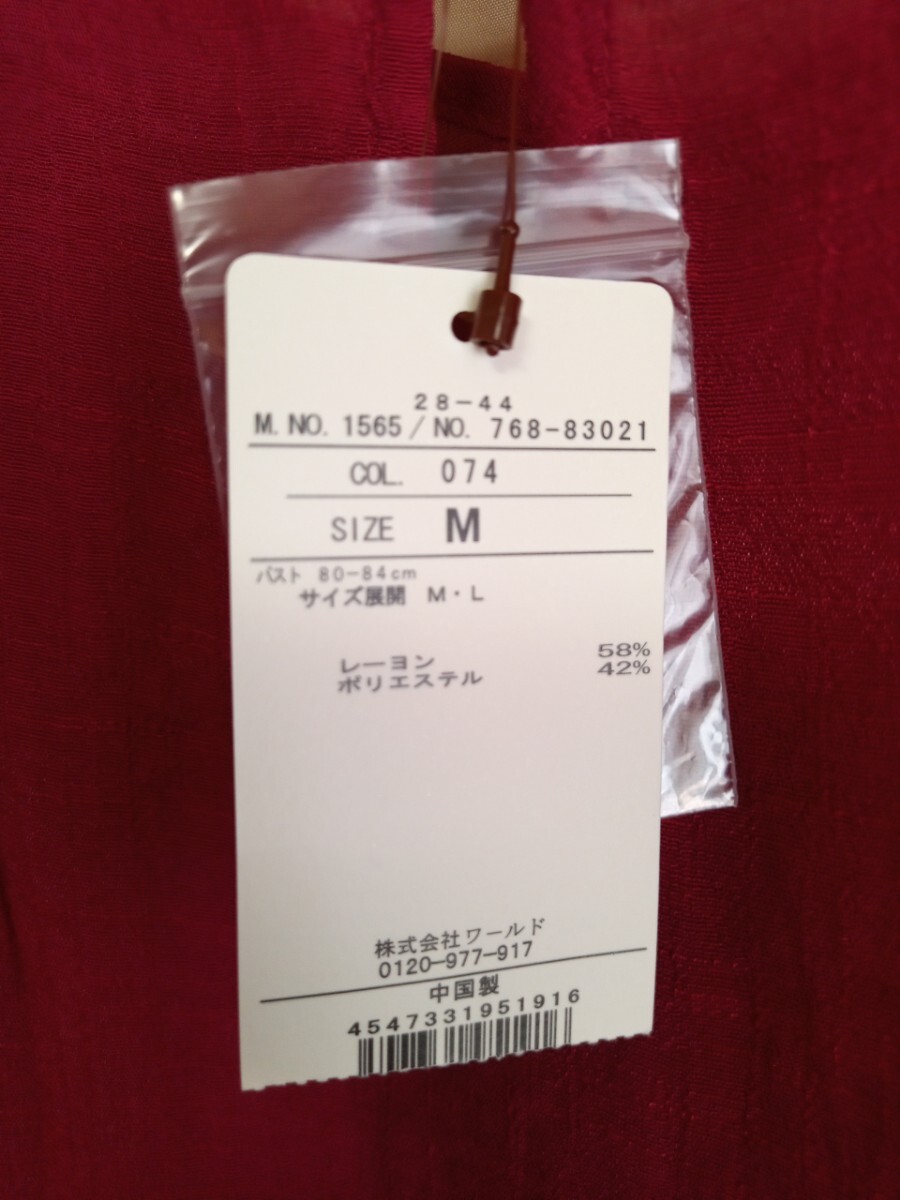 28-44
M.NO. 1565/NO. 768-83021
COL. 074
SIZE M
バスト 80-84cm
サイズ展開 M・L
レーヨン 58%
ポリエステル 42%
株式会社ワールド
0120-977-917
中国製
4547331951916